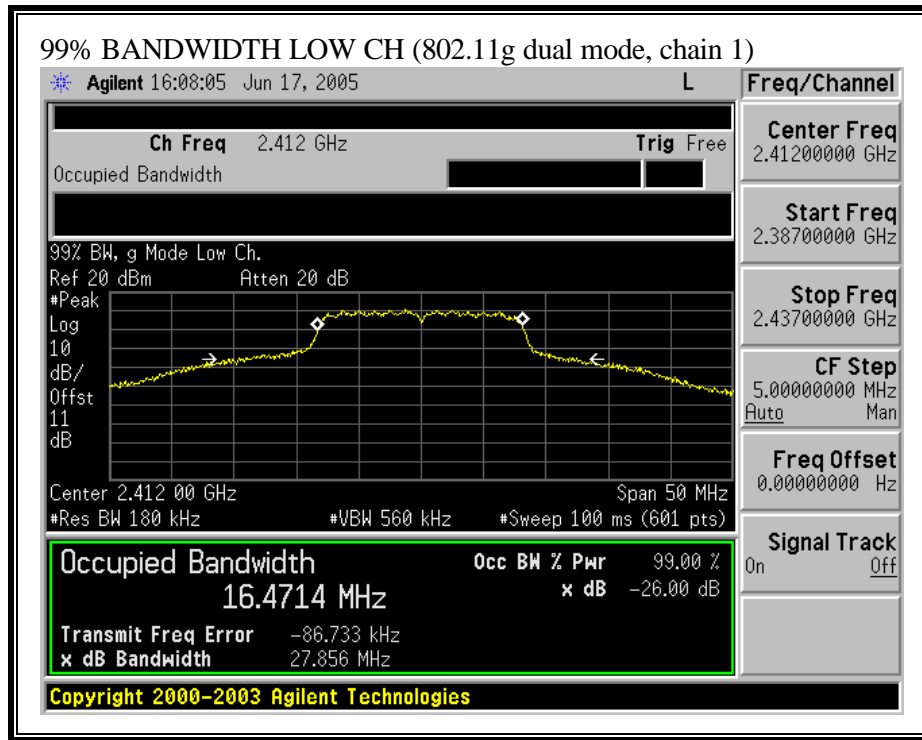 99% BANDWIDTH LOW CH (802.11g dual mode, chain 1)
Agilent 16:08:05 Jun 17, 2005 L Freq/Channel
Ch Freq 2.412 GHz Trig Free
Occupied Bandwidth
Center Freq
2.41200000 GHz
Start Freq
2.38700000 GHz
Stop Freq
2.43700000 GHz
CF Step
5.00000000 MHz
Auto Man
Freq Offset
0.00000000 Hz
Signal Track
On Off
99% BW, g Mode Low Ch.
Ref 20 dBm Atten 20 dB
#Peak
Log
10
dB/
Offst
11
dB
Center 2.412 00 GHz Span 50 MHz
#Res BW 180 kHz #VBW 560 kHz #Sweep 100 ms (601 pts)
Occupied Bandwidth Occ BW % Pwr 99.00 %
16.4714 MHz x dB -26.00 dB
Transmit Freq Error -86.733 kHz
x dB Bandwidth 27.856 MHz
Copyright 2000-2003 Agilent Technologies